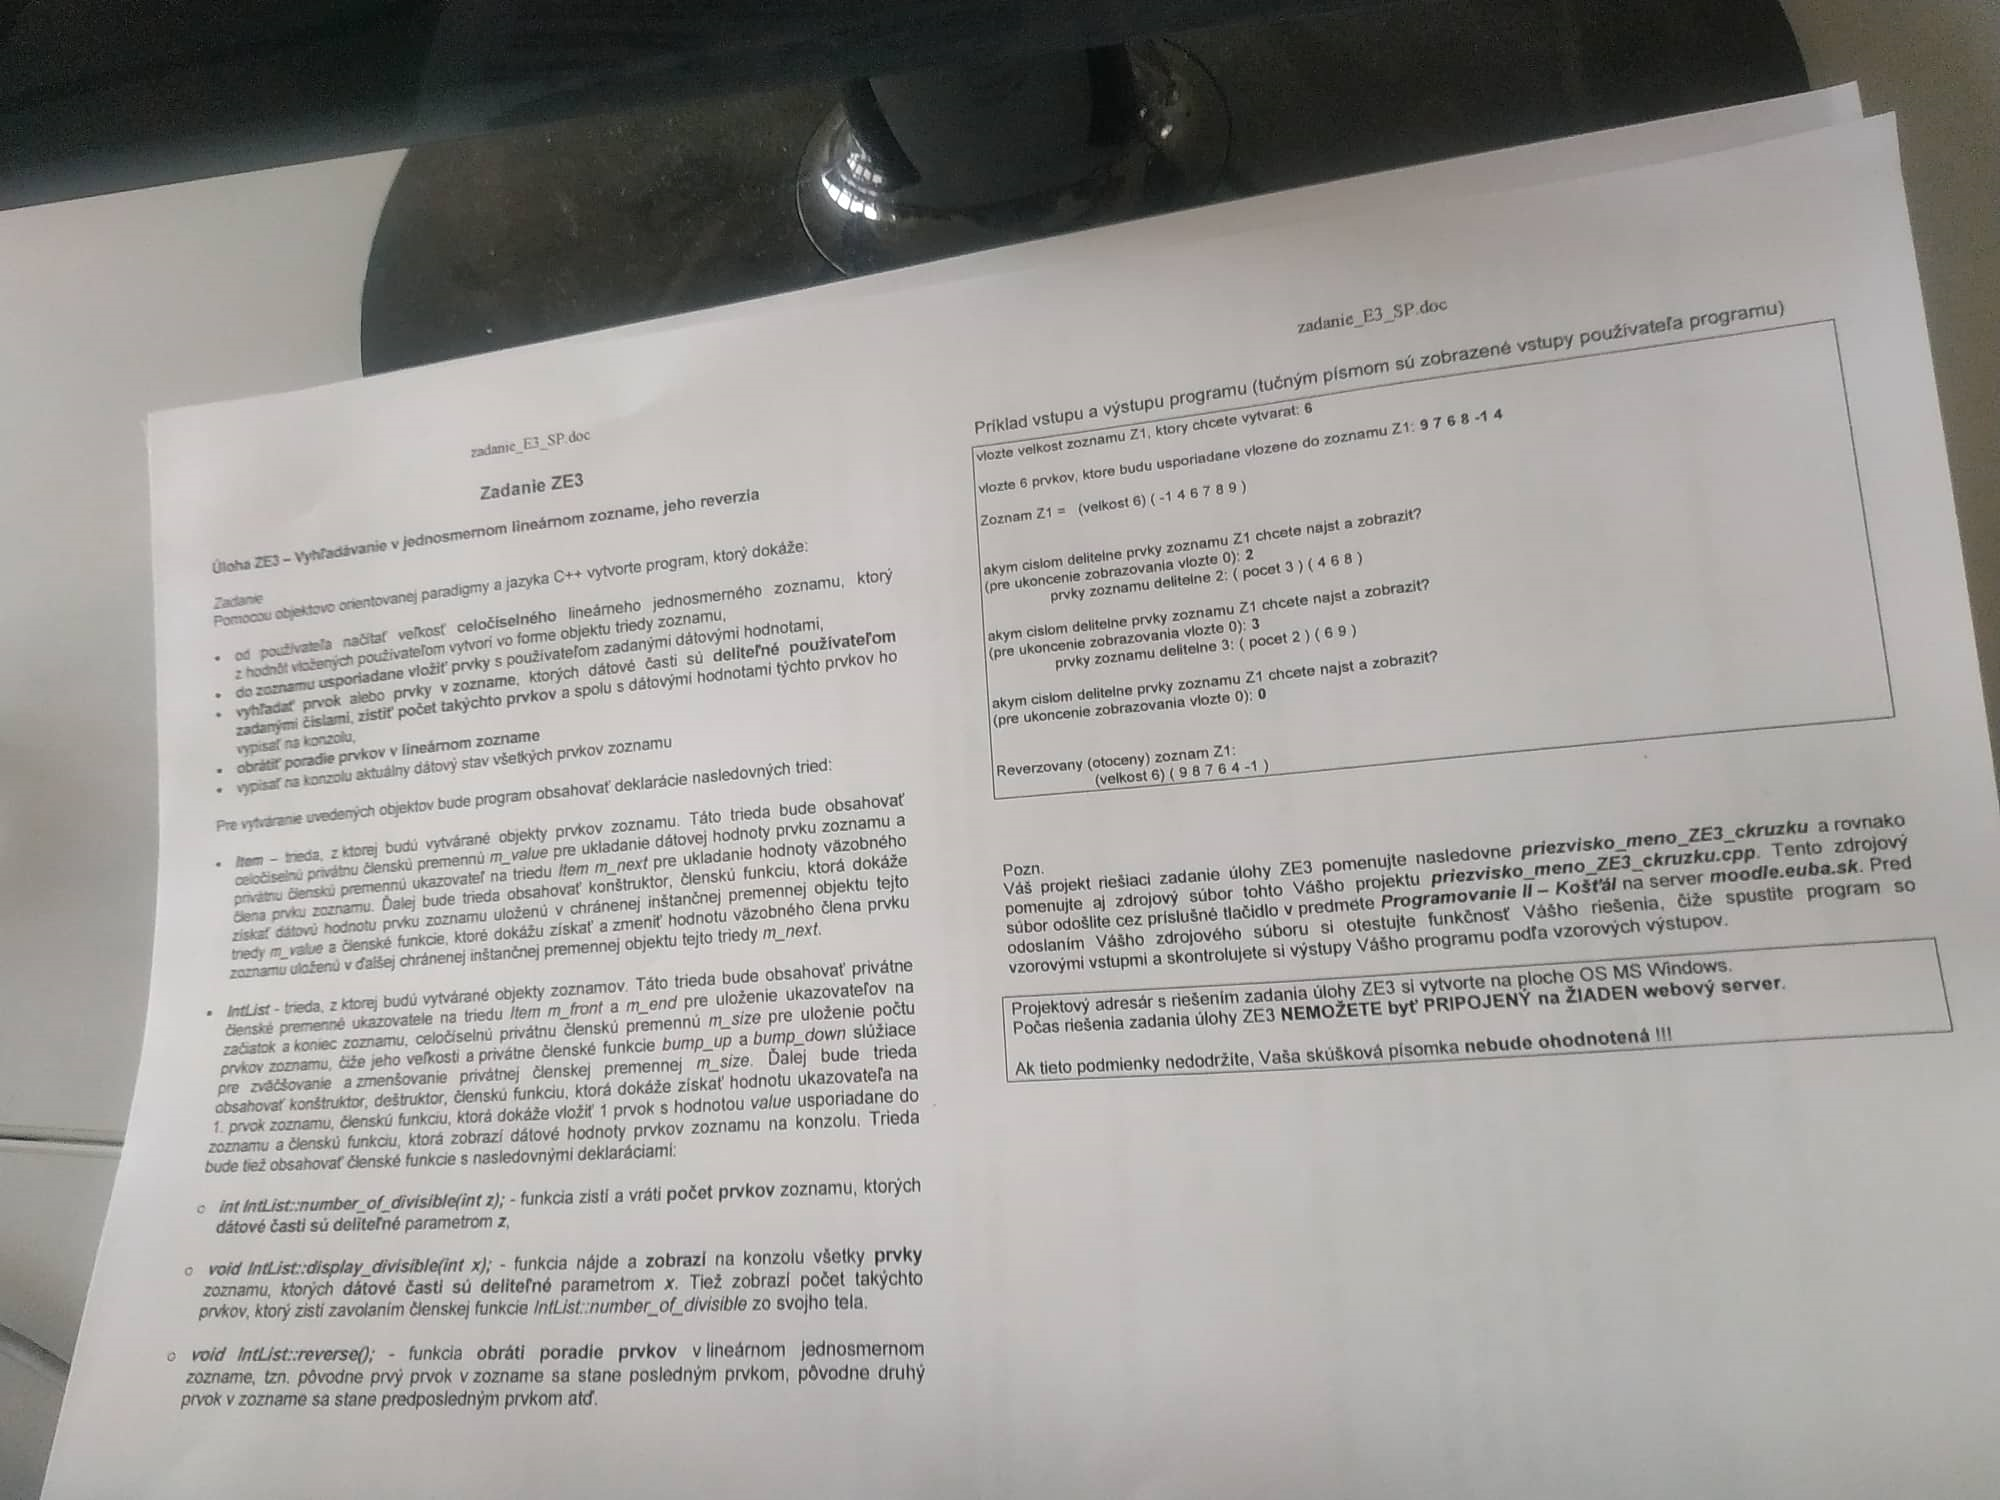 zadanie_E3_SP.doc
Zadanie ZE3
Úloha ZE3 – Vyhľadávanie v jednosmernom lineárnom zozname, jeho reverzia
Zadanie
Pomocou objektovo orientovanej paradigmy a jazyka C++ vytvorte program, ktorý dokáže:
• od používateľa načítať veľkosť celočíselného lineárneho jednosmerného zoznamu, ktorý
z hodnôt vložených používateľom vytvorí vo forme objektu triedy zoznamu,
• do zoznamu usporiadane vložiť prvky s používateľom zadanými dátovými hodnotami,
• vyhľadať prvok alebo prvky v zozname, ktorých dátové časti sú deliteľné používateľom
zadanými číslami, zistiť počet takýchto prvkov a spolu s dátovými hodnotami týchto prvkov ho
vypísať na konzolu,
• obrátiť poradie prvkov v lineárnom zozname
• vypísať na konzolu aktuálny dátový stav všetkých prvkov zoznamu
Pre vytváranie uvedených objektov bude program obsahovať deklarácie nasledovných tried:
• Item – trieda, z ktorej budú vytvárané objekty prvkov zoznamu. Táto trieda bude obsahovať
celočíselnú privátnu člennskú premennú m_value pre ukladanie dátovej hodnoty prvku zoznamu a
privátnu členskú premennú ukazovateľ na triedu Item m_next pre ukladanie hodnoty väzobného
člena prvku zoznamu. Ďalej bude trieda obsahovať konštruktor, členskú funkciu, ktorá dokáže
získať dátovú hodnotu prvku zoznamu uloženú v chránenej inštančnej premennej objektu tejto
triedy m_value a členské funkcie, ktoré dokážu získať a zmeniť hodnotu väzobného člena prvku
zoznamu uloženú v ďalšej chránenej inštančnej premennej objektu tejto triedy m_next.
• IntList - trieda, z ktorej budú vytvárané objekty zoznamov. Táto trieda bude obsahovať privátne
členské premenné ukazovatele na triedu Item m_front a m_end pre uloženie ukazovateľov na
začiatok a koniec zoznamu, celočíselnú privátnu členskú premennú m_size pre uloženie počtu
prvkov zoznamu, čiže jeho veľkosti a privátne členské funkcie bump_up a bump_down slúžiace
pre zväčšovanie a zmenšovanie privátnej členskej premennej m_size. Ďalej bude trieda
obsahovať konštruktor, deštruktor, členskú funkciu, ktorá dokáže získať hodnotu ukazovateľa na
1. prvok zoznamu, členskú funkciu, ktorá dokáže vložiť 1 prvok s hodnotou value usporiadane do
zoznamu a členskú funkciu, ktorá zobrazí dátové hodnoty prvkov zoznamu na konzolu. Trieda
bude tiež obsahovať členské funkcie s nasledovnými deklaráciami:
○ int IntList::number_of_divisible(int z); - funkcia zistí a vráti počet prvkov zoznamu, ktorých
dátové časti sú deliteľné parametrom z,
○ void IntList::display_divisible(int x); - funkcia nájde a zobrazí na konzolu všetky prvky
zoznamu, ktorých dátové časti sú deliteľné parametrom x. Tiež zobrazí počet takýchto
prvkov, ktorý zistí zavolaním členskej funkcie IntList::number_of_divisible zo svojho tela.
○ void IntList::reverse(); - funkcia obráti poradie prvkov v lineárnom jednosmernom
zozname, tzn. pôvodne prvý prvok v zozname sa stane posledným prvkom, pôvodne druhý
prvok v zozname sa stane predposledným prvkom atď.
zadanie_E3_SP.doc
Príklad vstupu a výstupu programu (tučným písmom sú zobrazené vstupy používateľa programu)
vlozte velkost zoznamu Z1, ktory chcete vytvarat: 6
vlozte 6 prvkov, ktore budu usporiadane vlozene do zoznamu Z1: 9 7 6 8 -1 4
Zoznam Z1 = (velkost 6) ( -1 4 6 7 8 9 )
akym cislom delitelne prvky zoznamu Z1 chcete najst a zobrazit?
(pre ukoncenie zobrazovania vlozte 0): 2
prvky zoznamu delitelne 2: ( pocet 3 ) ( 4 6 8 )
akym cislom delitelne prvky zoznamu Z1 chcete najst a zobrazit?
(pre ukoncenie zobrazovania vlozte 0): 3
prvky zoznamu delitelne 3: ( pocet 2 ) ( 6 9 )
akym cislom delitelne prvky zoznamu Z1 chcete najst a zobrazit?
(pre ukoncenie zobrazovania vlozte 0): 0
Reverzovany (otoceny) zoznam Z1:
(velkost 6) ( 9 8 7 6 4 -1 )
Pozn.
Váš projekt riešiaci zadanie úlohy ZE3 pomenujte nasledovne priezvisko_meno_ZE3_ckruzku a rovnako
pomenujte aj zdrojový súbor tohto Vášho projektu priezvisko_meno_ZE3_ckruzku.cpp. Tento zdrojový
súbor odošlite cez príslušné tlačidlo v predmete Programovanie II – Košťál na server moodle.euba.sk. Pred
odoslaním Vášho zdrojového súboru si otestujte funkčnosť Vášho riešenia, čiže spustite program so
vzorovými vstupmi a skontrolujete si výstupy Vášho programu podľa vzorových výstupov.
Projektový adresár s riešením zadania úlohy ZE3 si vytvorte na ploche OS MS Windows.
Počas riešenia zadania úlohy ZE3 NEMOŽETE byť PRIPOJENÝ na ŽIADEN webový server.
Ak tieto podmienky nedodržíte, Vaša skúšková písomka nebude ohodnotená !!!